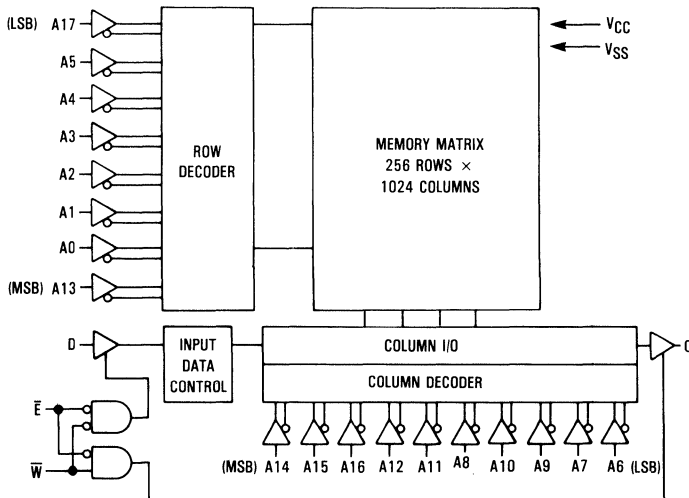 (LSB) A17
A5
A4
A3
A2
A1
A0
(MSB) A13
ROW
DECODER
MEMORY MATRIX
256 ROWS ×
1024 COLUMNS
VCC
VSS
D
INPUT
DATA
CONTROL
COLUMN I/O
COLUMN DECODER
Q
E̅
W̅
(MSB) A14 A15 A16 A12 A11 A8 A10 A9 A7 A6 (LSB)